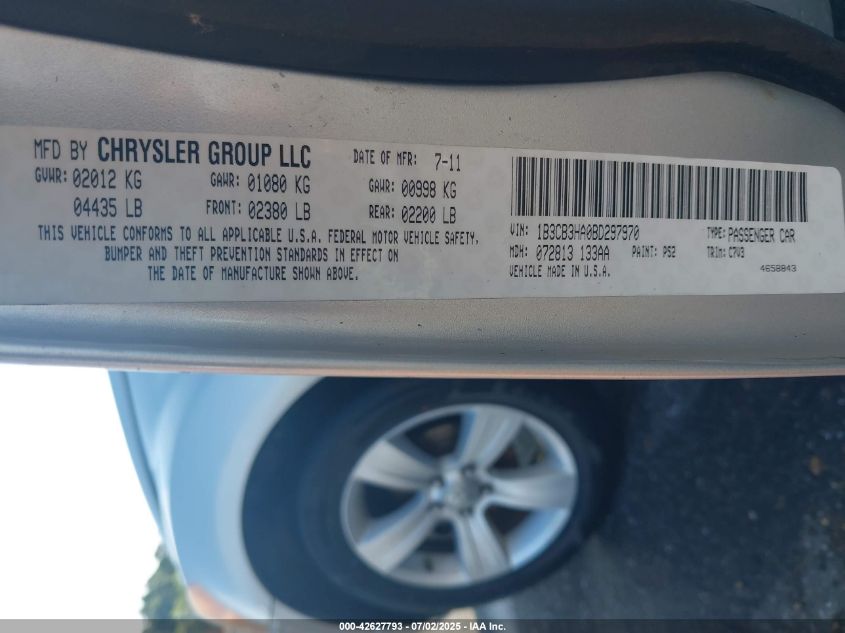 MFD BY CHRYSLER GROUP LLC
DATE OF MFR: 7-11
GVWR: 02012 KG
GAWR: 01080 KG
GAWR: 00998 KG
04435 LB
FRONT: 02380 LB
REAR: 02200 LB
THIS VEHICLE CONFORMS TO ALL APPLICABLE U.S.A. FEDERAL MOTOR VEHICLE SAFETY,
BUMPER AND THEFT PREVENTION STANDARDS IN EFFECT ON
THE DATE OF MANUFACTURE SHOWN ABOVE.
VIN: 1B3CB3HA0BD297970
TYPE: PASSENGER CAR
MDH: 072813 133AA
PAINT: PS2
TRIM: C7V3
VEHICLE MADE IN U.S.A.
4658843
000-42627793 - 07/02/2025 - IAA Inc.